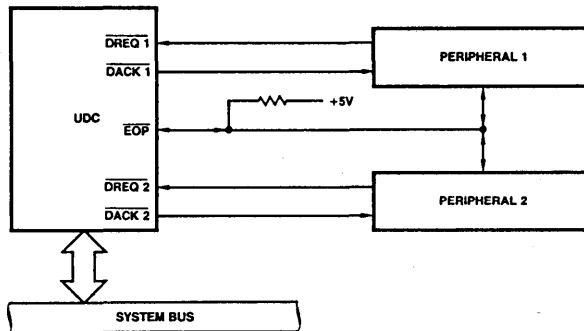 DREQ 1
PERIPHERAL 1
DACK 1
+5V
UDC
EOP
DREQ 2
PERIPHERAL 2
DACK 2
SYSTEM BUS